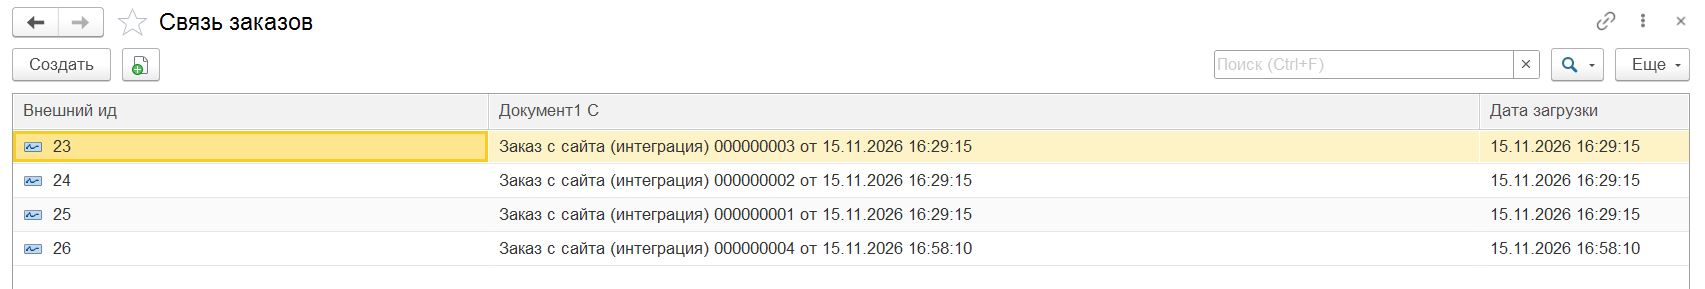 Связь заказов
Создать
Поиск (Ctrl+F)
Еще
Внешний ид Документ1 С Дата загрузки
23 Заказ с сайта (интеграция) 000000003 от 15.11.2026 16:29:15 15.11.2026 16:29:15
24 Заказ с сайта (интеграция) 000000002 от 15.11.2026 16:29:15 15.11.2026 16:29:15
25 Заказ с сайта (интеграция) 000000001 от 15.11.2026 16:29:15 15.11.2026 16:29:15
26 Заказ с сайта (интеграция) 000000004 от 15.11.2026 16:58:10 15.11.2026 16:58:10